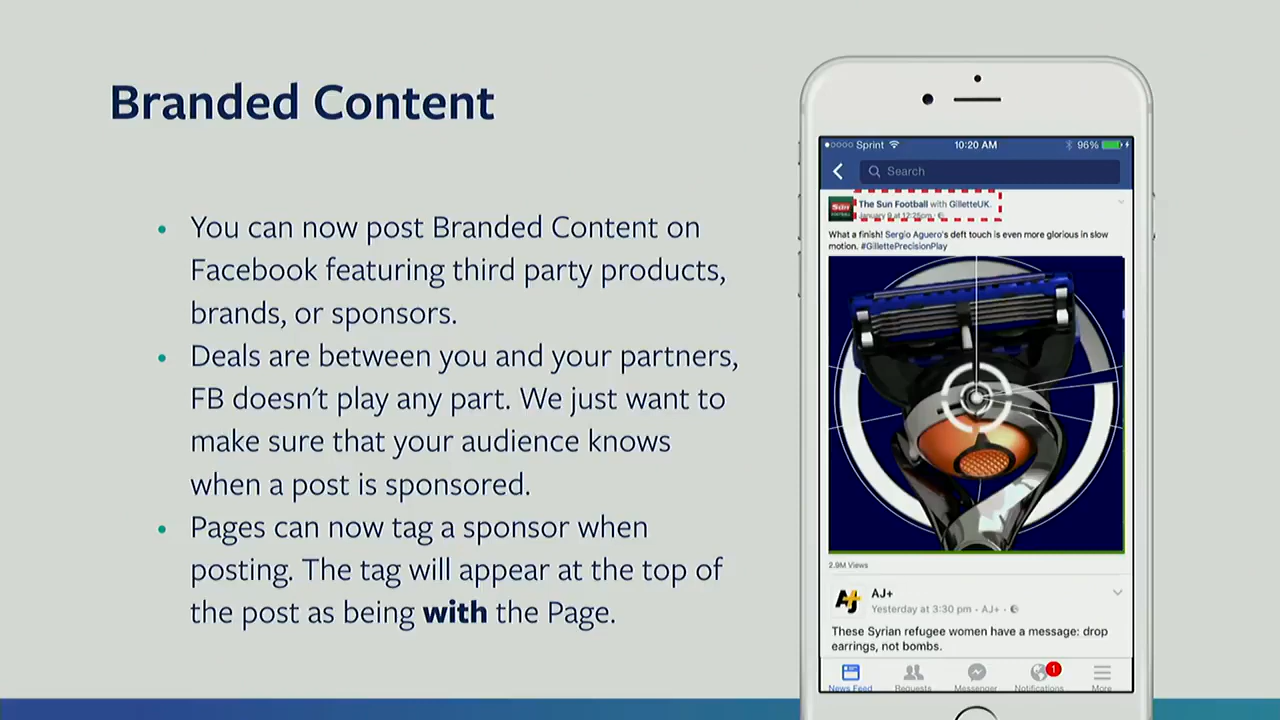 Branded Content
• You can now post Branded Content on
Facebook featuring third party products,
brands, or sponsors.
• Deals are between you and your partners,
FB doesn't play any part. We just want to
make sure that your audience knows
when a post is sponsored.
• Pages can now tag a sponsor when
posting. The tag will appear at the top of
the post as being with the Page.
Sprint 10:20 AM 96%
Search
The Sun Football with GilletteUK.
January 9 at 12:25pm
What a finish! Sergio Aguero's deft touch is even more glorious in slow
motion. #GillettePrecisionPlay
2.9M Views
AJ+
Yesterday at 3:30 pm • AJ+ •
These Syrian refugee women have a message: drop
earrings, not bombs.
1
News Feed Requests Messenger Notifications More